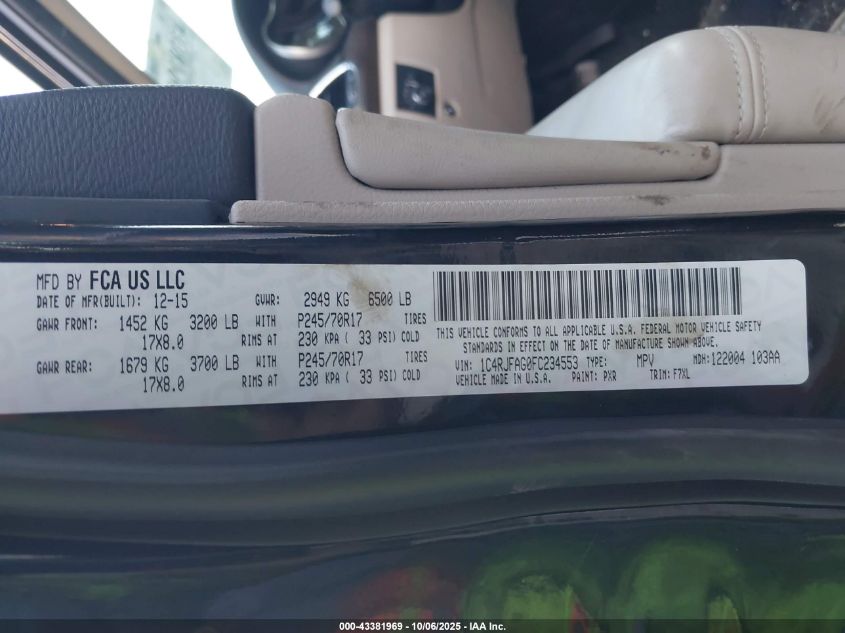 MFD BY FCA US LLC
DATE OF MFR(BUILT): 12-15 GVWR: 2949 KG 6500 LB
GAWR FRONT: 1452 KG 3200 LB WITH P245/70R17 TIRES
17X8.0 RIMS AT 230 KPA ( 33 PSI) COLD
GAWR REAR: 1679 KG 3700 LB WITH P245/70R17 TIRES
17X8.0 RIMS AT 230 KPA ( 33 PSI) COLD
THIS VEHICLE CONFORMS TO ALL APPLICABLE U.S.A. FEDERAL MOTOR VEHICLE SAFETY
STANDARDS IN EFFECT ON THE DATE OF MANUFACTURE SHOWN ABOVE.
VIN: 1C4RJFAG0FC234553 TYPE: MPV MDH: 122004 103AA
VEHICLE MADE IN U.S.A. PAINT: PXR TRIM: F7XL
000-43381969 - 10/06/2025 - IAA Inc.